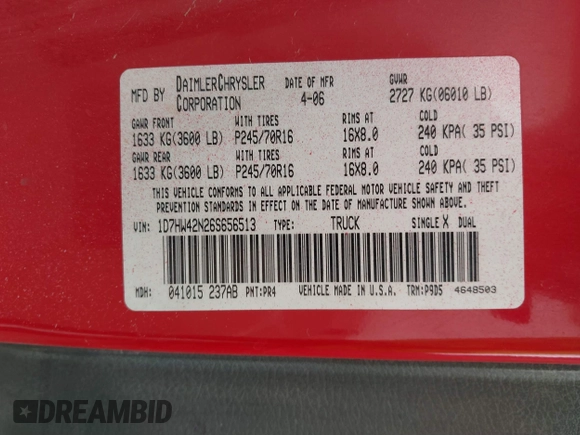 MFD BY DAIMLERCHRYSLER CORPORATION DATE OF MFR 4-06 GVWR 2727 KG(06010 LB)
GAWR FRONT WITH TIRES RIMS AT COLD
1633 KG(3600 LB) P245/70R16 16X8.0 240 KPA( 35 PSI)
GAWR REAR WITH TIRES RIMS AT COLD
1633 KG(3600 LB) P245/70R16 16X8.0 240 KPA( 35 PSI)
THIS VEHICLE CONFORMS TO ALL APPLICABLE FEDERAL MOTOR VEHICLE SAFETY AND THEFT
PREVENTION STANDARDS IN EFFECT ON THE DATE OF MANUFACTURE SHOWN ABOVE.
VIN: 1D7HW42N26S656513 TYPE: TRUCK SINGLE X DUAL
MDH: 041015 237AB PNT:PR4 VEHICLE MADE IN U.S.A. TRM:P9D5 4648503
DREAMBID